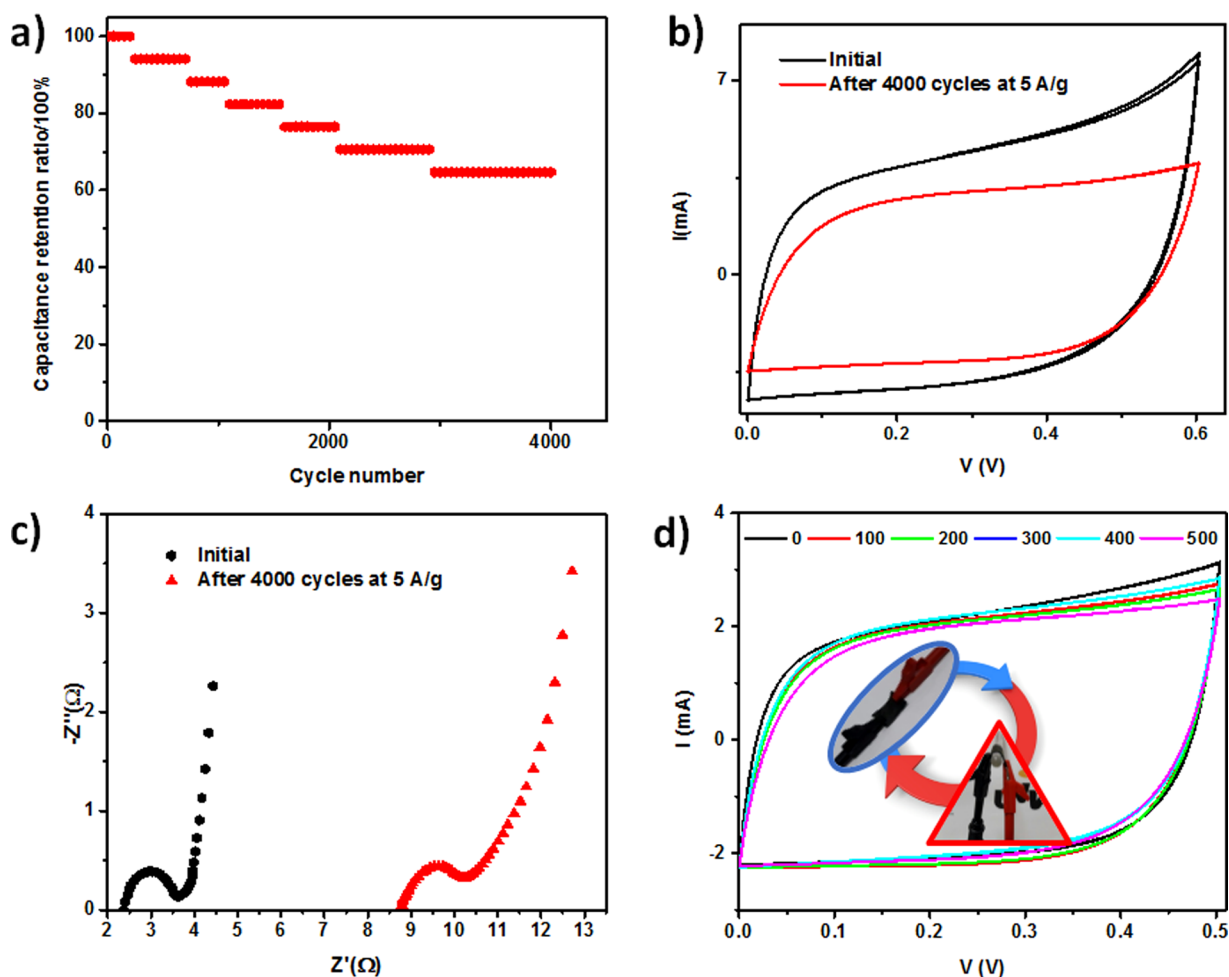 a)
100
80
60
40
20
0
Capacitance retention ratio/100%
0 2000 4000
Cycle number
b)
Initial
After 4000 cycles at 5 A/g
7
0
I(mA)
0.0 0.2 0.4 0.6
V (V)
c)
Initial
After 4000 cycles at 5 A/g
4
3
2
1
0
-Z''(Ω)
2 3 4 5 6 7 8 9 10 11 12 13
Z'(Ω)
d)
0 100 200 300 400 500
4
2
0
-2
I (mA)
0.0 0.1 0.2 0.3 0.4 0.5
V (V)